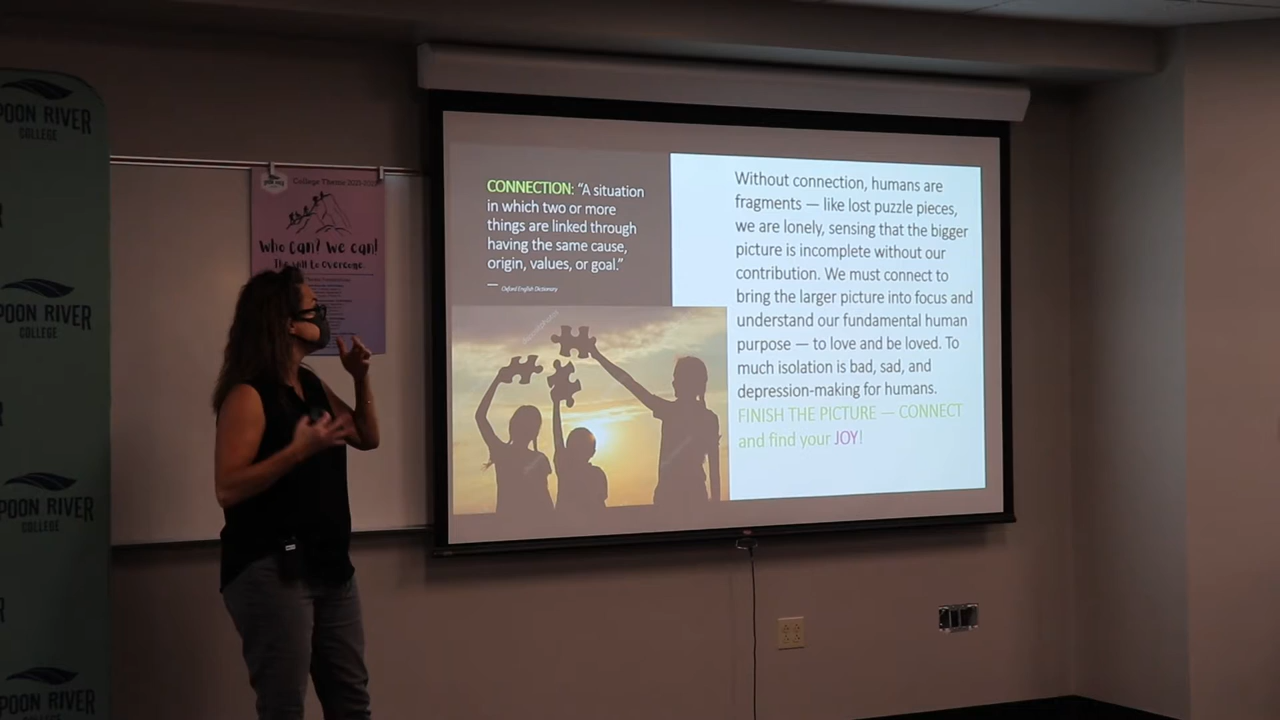 POON RIVER
COLLEGE
POON RIVER
COLLEGE
POON RIVER
COLLEGE
POON RIVER
College Theme
Who Can? We Can!
The Will to Overcome.
CONNECTION: “A situation
in which two or more
things are linked through
having the same cause,
origin, values, or goal.”
— Oxford English Dictionary
Without connection, humans are
fragments — like lost puzzle pieces,
we are lonely, sensing that the bigger
picture is incomplete without our
contribution. We must connect to
bring the larger picture into focus and
understand our fundamental human
purpose — to love and be loved. To
much isolation is bad, sad, and
depression-making for humans.
FINISH THE PICTURE — CONNECT
and find your JOY!